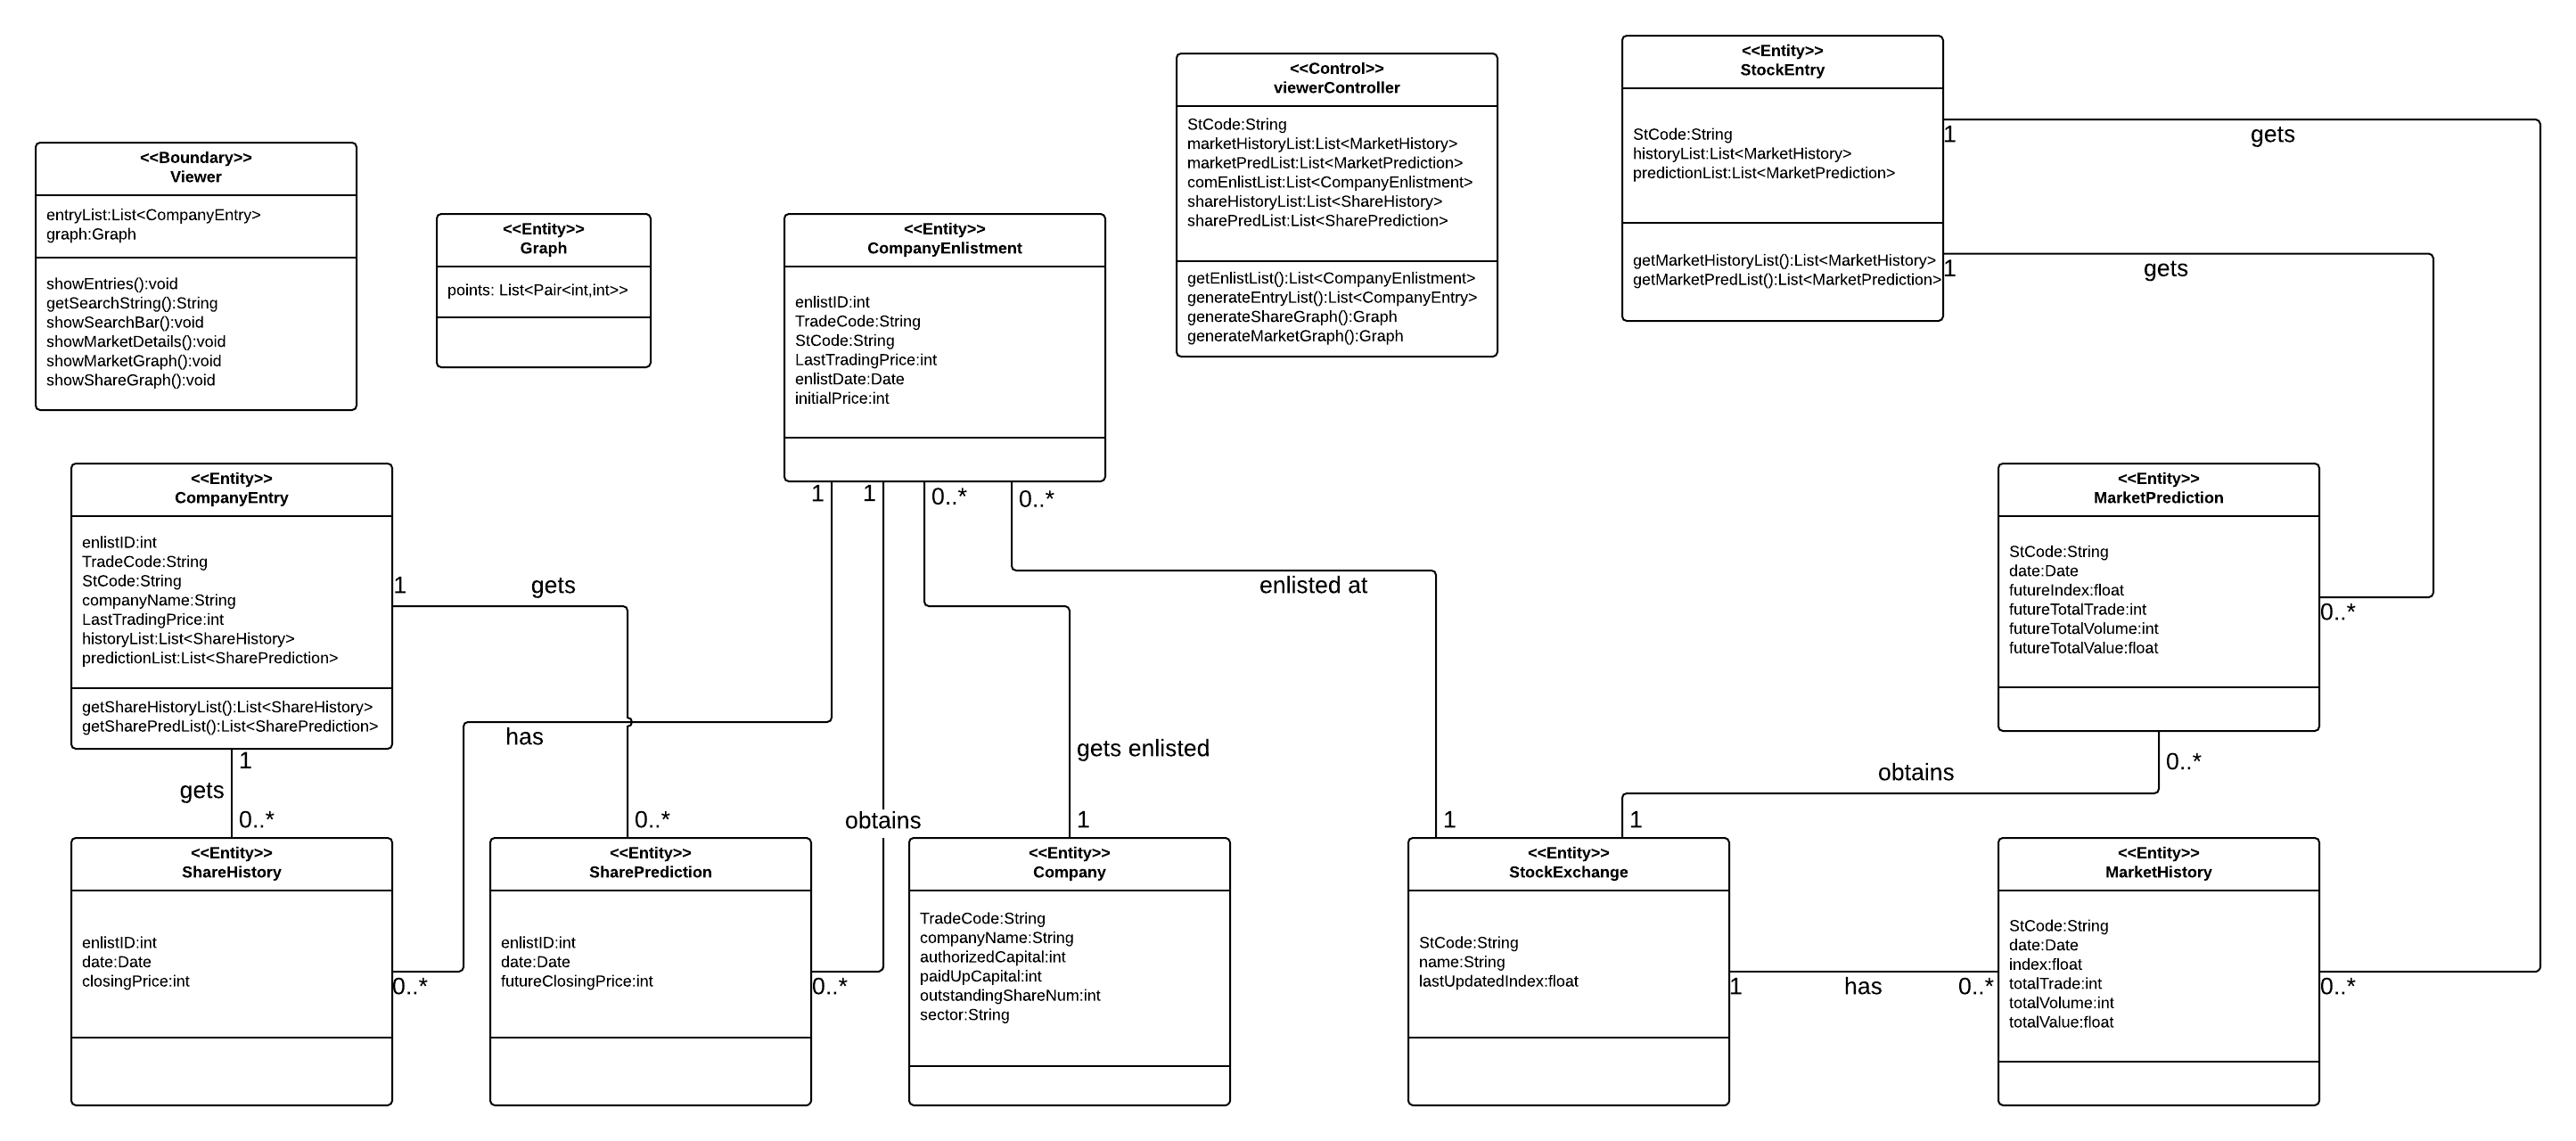 <<Boundary>>
Viewer
entryList:List<CompanyEntry>
graph:Graph
showEntries():void
getSearchString():String
showSearchBar():void
showMarketDetails():void
showMarketGraph():void
showShareGraph():void
<<Entity>>
Graph
points: List<Pair<int,int>>
<<Entity>>
CompanyEnlistment
enlistID:int
TradeCode:String
StCode:String
LastTradingPrice:int
enlistDate:Date
initialPrice:int
<<Control>>
viewerController
StCode:String
marketHistoryList:List<MarketHistory>
marketPredList:List<MarketPrediction>
comEnlistList:List<CompanyEnlistment>
shareHistoryList:List<ShareHistory>
sharePredList:List<SharePrediction>
getEnlistList():List<CompanyEnlistment>
generateEntryList():List<CompanyEntry>
generateShareGraph():Graph
generateMarketGraph():Graph
<<Entity>>
StockEntry
StCode:String
historyList:List<MarketHistory>
predictionList:List<MarketPrediction>
getMarketHistoryList():List<MarketHistory>
getMarketPredList():List<MarketPrediction>
1
gets
1
gets
<<Entity>>
CompanyEntry
enlistID:int
TradeCode:String
StCode:String
companyName:String
LastTradingPrice:int
historyList:List<ShareHistory>
predictionList:List<SharePrediction>
getShareHistoryList():List<ShareHistory>
getSharePredList():List<SharePrediction>
1
gets
1
1
0..*
0..*
enlisted at
<<Entity>>
MarketPrediction
StCode:String
date:Date
futureIndex:float
futureTotalTrade:int
futureTotalVolume:int
futureTotalValue:float
0..*
has
gets enlisted
1
gets
0..*
0..*
obtains
1
1
1
obtains
0..*
<<Entity>>
ShareHistory
enlistID:int
date:Date
closingPrice:int
0..*
<<Entity>>
SharePrediction
enlistID:int
date:Date
futureClosingPrice:int
0..*
<<Entity>>
Company
TradeCode:String
companyName:String
authorizedCapital:int
paidUpCapital:int
outstandingShareNum:int
sector:String
<<Entity>>
StockExchange
StCode:String
name:String
lastUpdatedIndex:float
1
has
0..*
<<Entity>>
MarketHistory
StCode:String
date:Date
index:float
totalTrade:int
totalVolume:int
totalValue:float
0..*